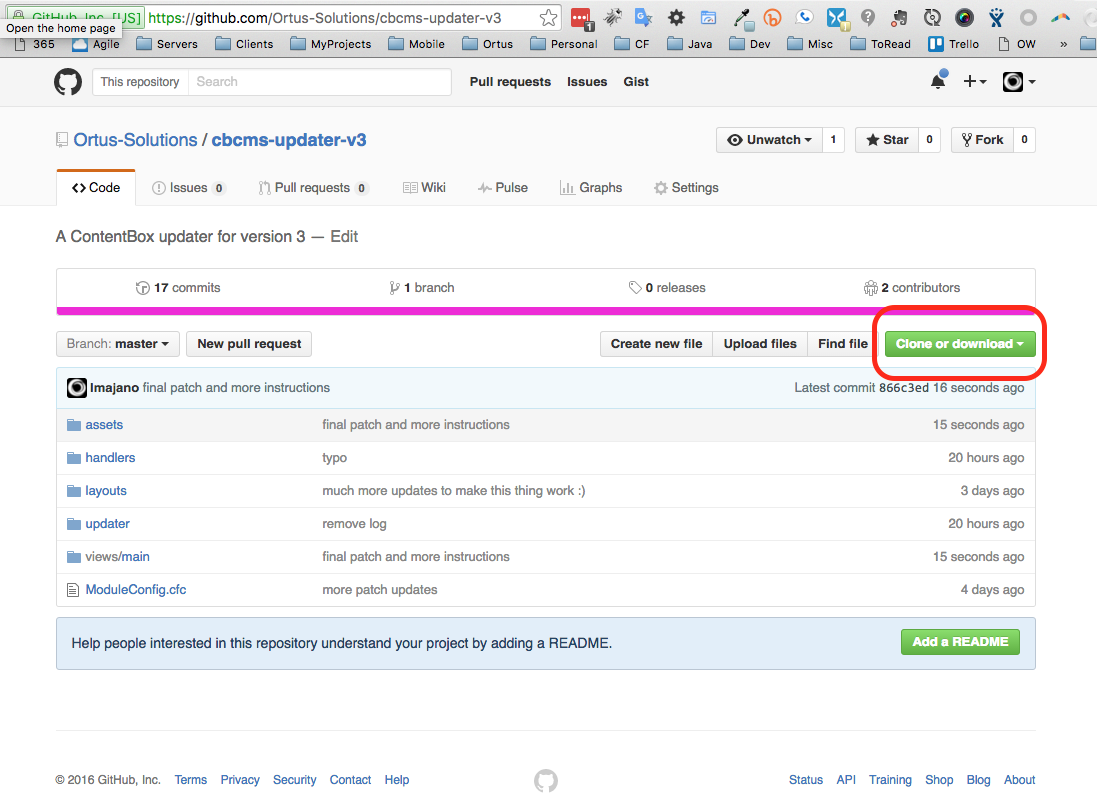 GitHub, Inc. [US] https://github.com/Ortus-Solutions/cbcms-updater-v3
1
Open the home page
365 Agile Servers Clients MyProjects Mobile Ortus Personal CF Java Dev Misc ToRead Trello OW »
This repository Search Pull requests Issues Gist
Ortus-Solutions / cbcms-updater-v3 Unwatch 1 Star 0 Fork 0
Code Issues 0 Pull requests 0 Wiki Pulse Graphs Settings
A ContentBox updater for version 3 — Edit
17 commits 1 branch 0 releases 2 contributors
Branch: master New pull request Create new file Upload files Find file Clone or download
lmajano final patch and more instructions Latest commit 866c3ed 16 seconds ago
assets final patch and more instructions 15 seconds ago
handlers typo 20 hours ago
layouts much more updates to make this thing work :) 3 days ago
updater remove log 20 hours ago
views/main final patch and more instructions 15 seconds ago
ModuleConfig.cfc more patch updates 4 days ago
Help people interested in this repository understand your project by adding a README. Add a README
© 2016 GitHub, Inc. Terms Privacy Security Contact Help Status API Training Shop Blog About